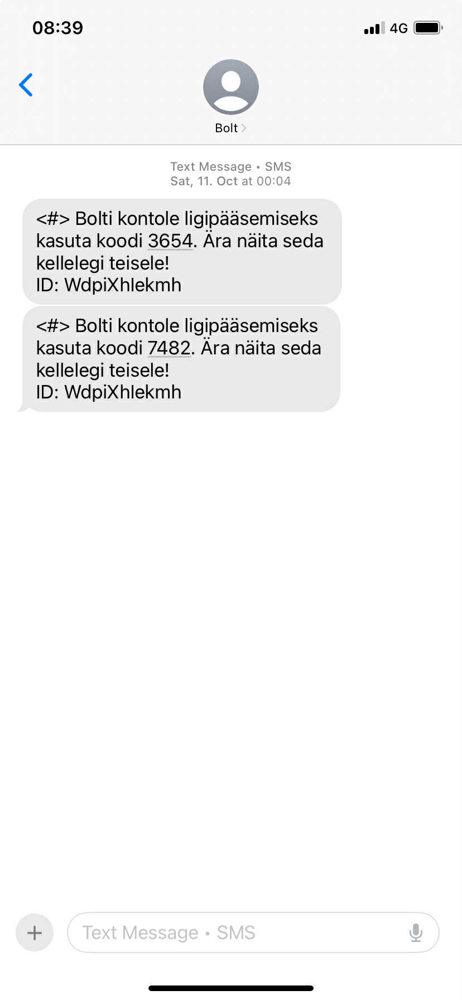 08:39
4G
Bolt
Text Message • SMS
Sat, 11. Oct at 00:04
<#> Bolti kontole ligipääsemiseks
kasuta koodi 3654. Ära näita seda
kellelegi teisele!
ID: WdpiXhIekmh
<#> Bolti kontole ligipääsemiseks
kasuta koodi 7482. Ära näita seda
kellelegi teisele!
ID: WdpiXhIekmh
Text Message • SMS